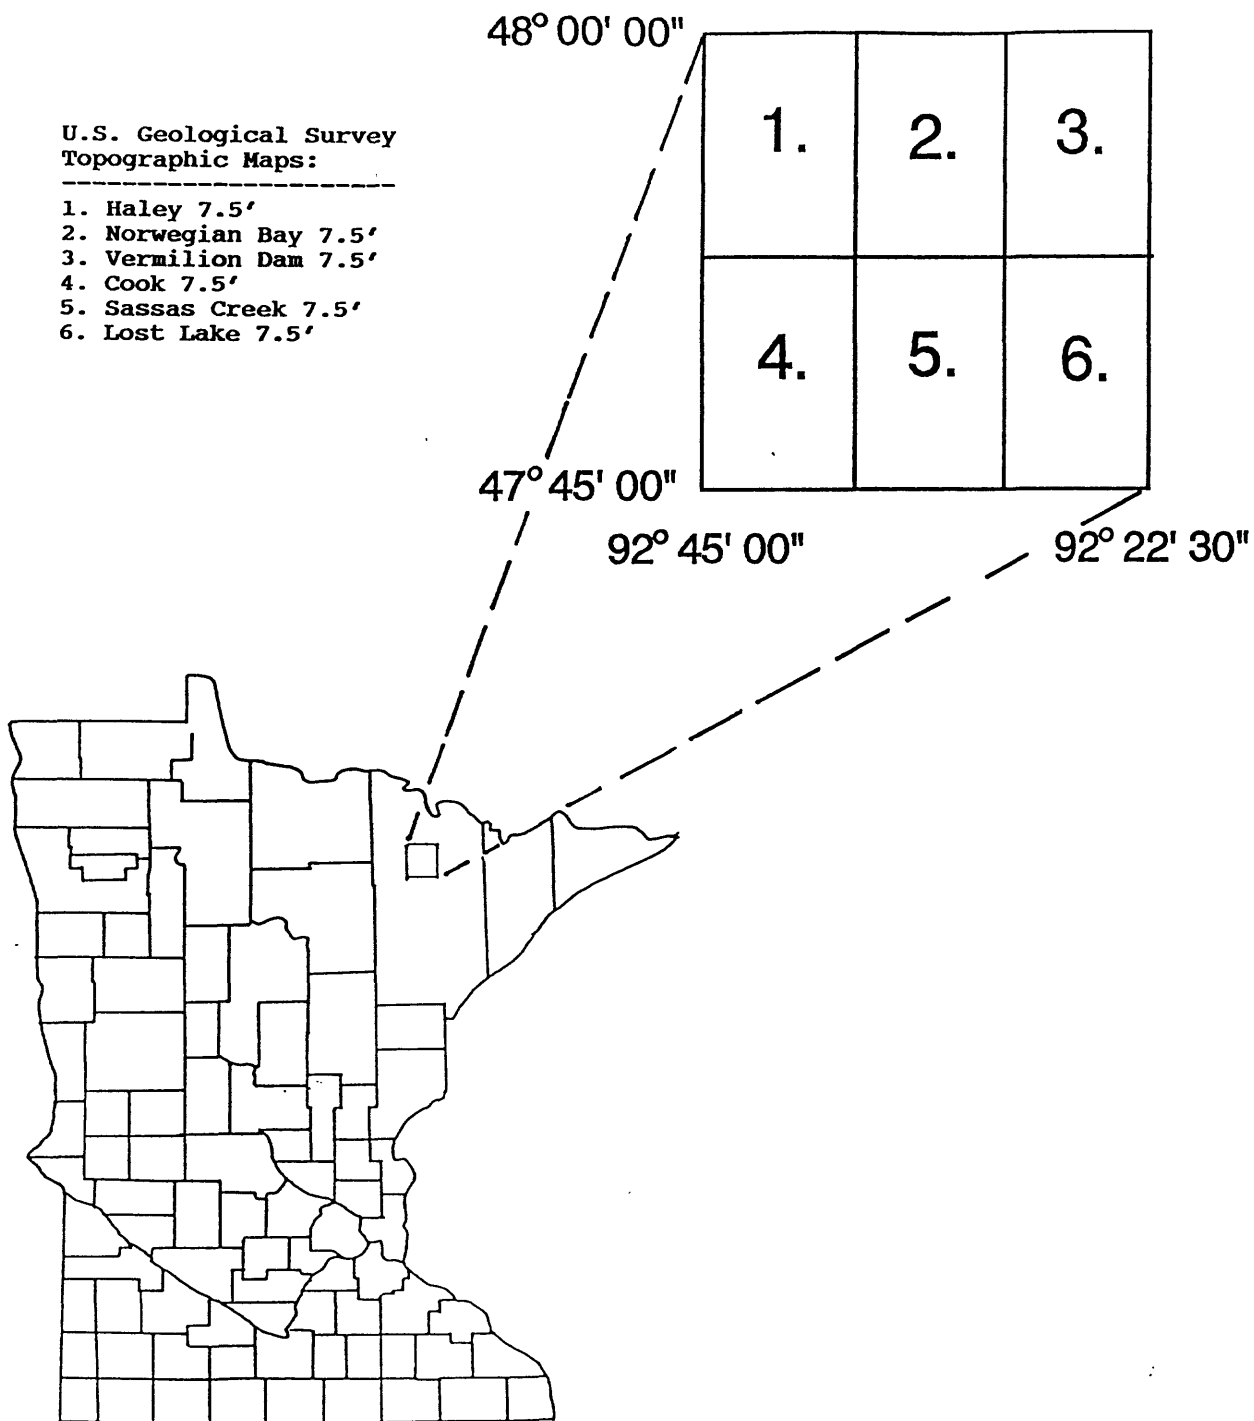 48° 00' 00"
U.S. Geological Survey
Topographic Maps:
----------------------
1. Haley 7.5'
2. Norwegian Bay 7.5'
3. Vermilion Dam 7.5'
4. Cook 7.5'
5. Sassas Creek 7.5'
6. Lost Lake 7.5'
1. 2. 3.
4. 5. 6.
47° 45' 00"
92° 45' 00" 92° 22' 30"